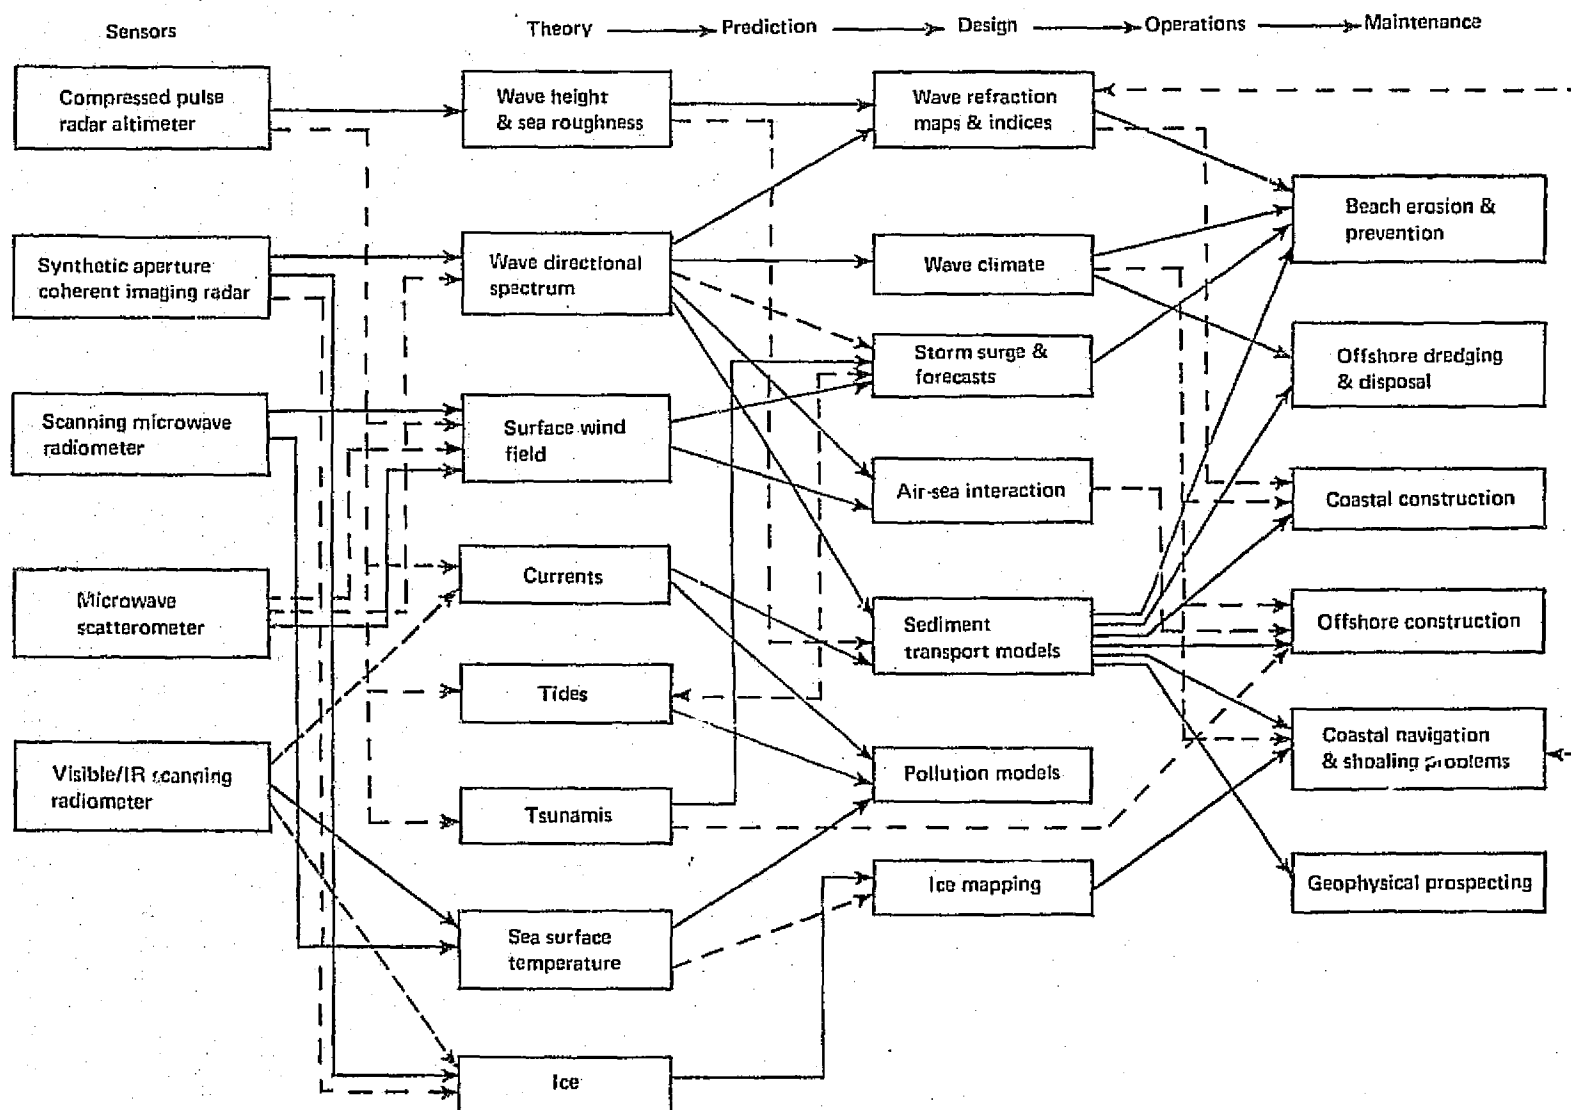 Sensors
Theory Prediction Design Operations Maintenance
Compressed pulse
radar altimeter
Synthetic aperture
coherent imaging radar
Scanning microwave
radiometer
Microwave
scatterometer
Visible/IR scanning
radiometer
Wave height
& sea roughness
Wave directional
spectrum
Surface wind
field
Currents
Tides
Tsunamis
Sea surface
temperature
Ice
Wave refraction
maps & indices
Wave climate
Storm surge &
forecasts
Air-sea interaction
Sediment
transport models
Pollution models
Ice mapping
Beach erosion &
prevention
Offshore dredging
& disposal
Coastal construction
Offshore construction
Coastal navigation
& shoaling problems
Geophysical prospecting